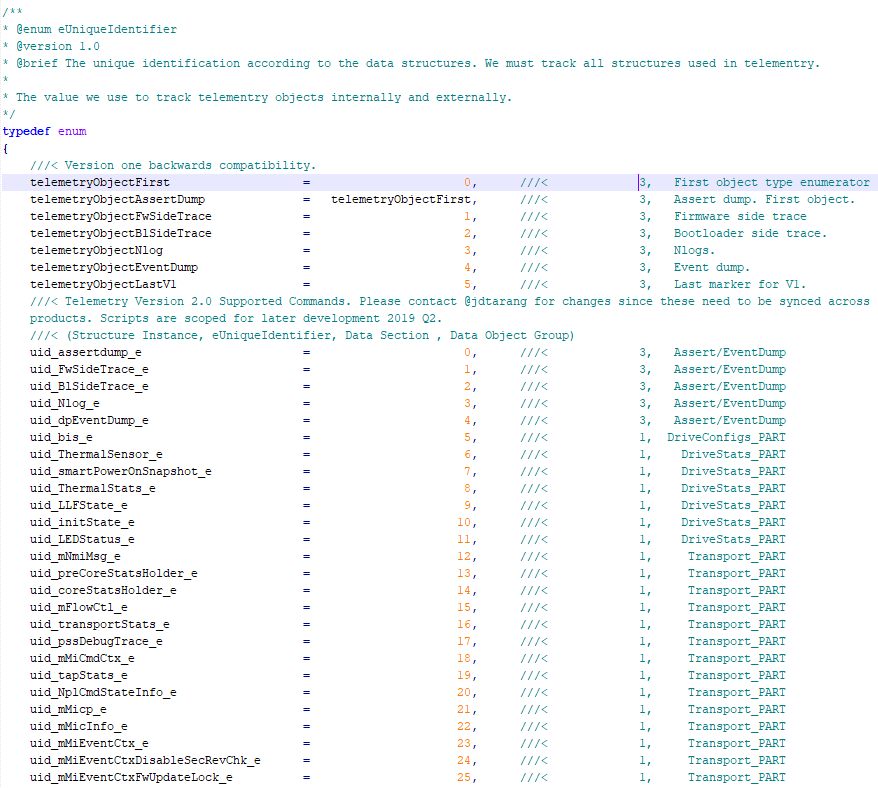 /**
* @enum eUniqueIdentifier
* @version 1.0
* @brief The unique identification according to the data structures. We must track all structures used in telementry.
*
* The value we use to track telementry objects internally and externally.
*/
typedef enum
{
///< Version one backwards compatibility.
telemetryObjectFirst = 0, ///< 3, First object type enumerator
telemetryObjectAssertDump = telemetryObjectFirst, ///< 3, Assert dump. First object.
telemetryObjectFwSideTrace = 1, ///< 3, Firmware side trace
telemetryObjectBlSideTrace = 2, ///< 3, Bootloader side trace.
telemetryObjectNlog = 3, ///< 3, Nlogs.
telemetryObjectEventDump = 4, ///< 3, Event dump.
telemetryObjectLastV1 = 5, ///< 3, Last marker for V1.
///< Telemetry Version 2.0 Supported Commands. Please contact @jdtarang for changes since these need to be synced across
products. Scripts are scoped for later development 2019 Q2.
///< (Structure Instance, eUniqueIdentifier, Data Section , Data Object Group)
uid_assertdump_e = 0, ///< 3, Assert/EventDump
uid_FwSideTrace_e = 1, ///< 3, Assert/EventDump
uid_BlSideTrace_e = 2, ///< 3, Assert/EventDump
uid_Nlog_e = 3, ///< 3, Assert/EventDump
uid_dpEventDump_e = 4, ///< 3, Assert/EventDump
uid_bis_e = 5, ///< 1, DriveConfigs_PART
uid_ThermalSensor_e = 6, ///< 1, DriveStats_PART
uid_smartPowerOnSnapshot_e = 7, ///< 1, DriveStats_PART
uid_ThermalStats_e = 8, ///< 1, DriveStats_PART
uid_LLFState_e = 9, ///< 1, DriveStats_PART
uid_initState_e = 10, ///< 1, DriveStats_PART
uid_LEDStatus_e = 11, ///< 1, DriveStats_PART
uid_mNmiMsg_e = 12, ///< 1, Transport_PART
uid_preCoreStatsHolder_e = 13, ///< 1, Transport_PART
uid_coreStatsHolder_e = 14, ///< 1, Transport_PART
uid_mFlowCtl_e = 15, ///< 1, Transport_PART
uid_transportStats_e = 16, ///< 1, Transport_PART
uid_pssDebugTrace_e = 17, ///< 1, Transport_PART
uid_mMiCmdCtx_e = 18, ///< 1, Transport_PART
uid_tapStats_e = 19, ///< 1, Transport_PART
uid_NplCmdStateInfo_e = 20, ///< 1, Transport_PART
uid_mMicp_e = 21, ///< 1, Transport_PART
uid_mMicInfo_e = 22, ///< 1, Transport_PART
uid_mMiEventCtx_e = 23, ///< 1, Transport_PART
uid_mMiEventCtxDisableSecRevChk_e = 24, ///< 1, Transport_PART
uid_mMiEventCtxFwUpdateLock_e = 25, ///< 1, Transport_PART